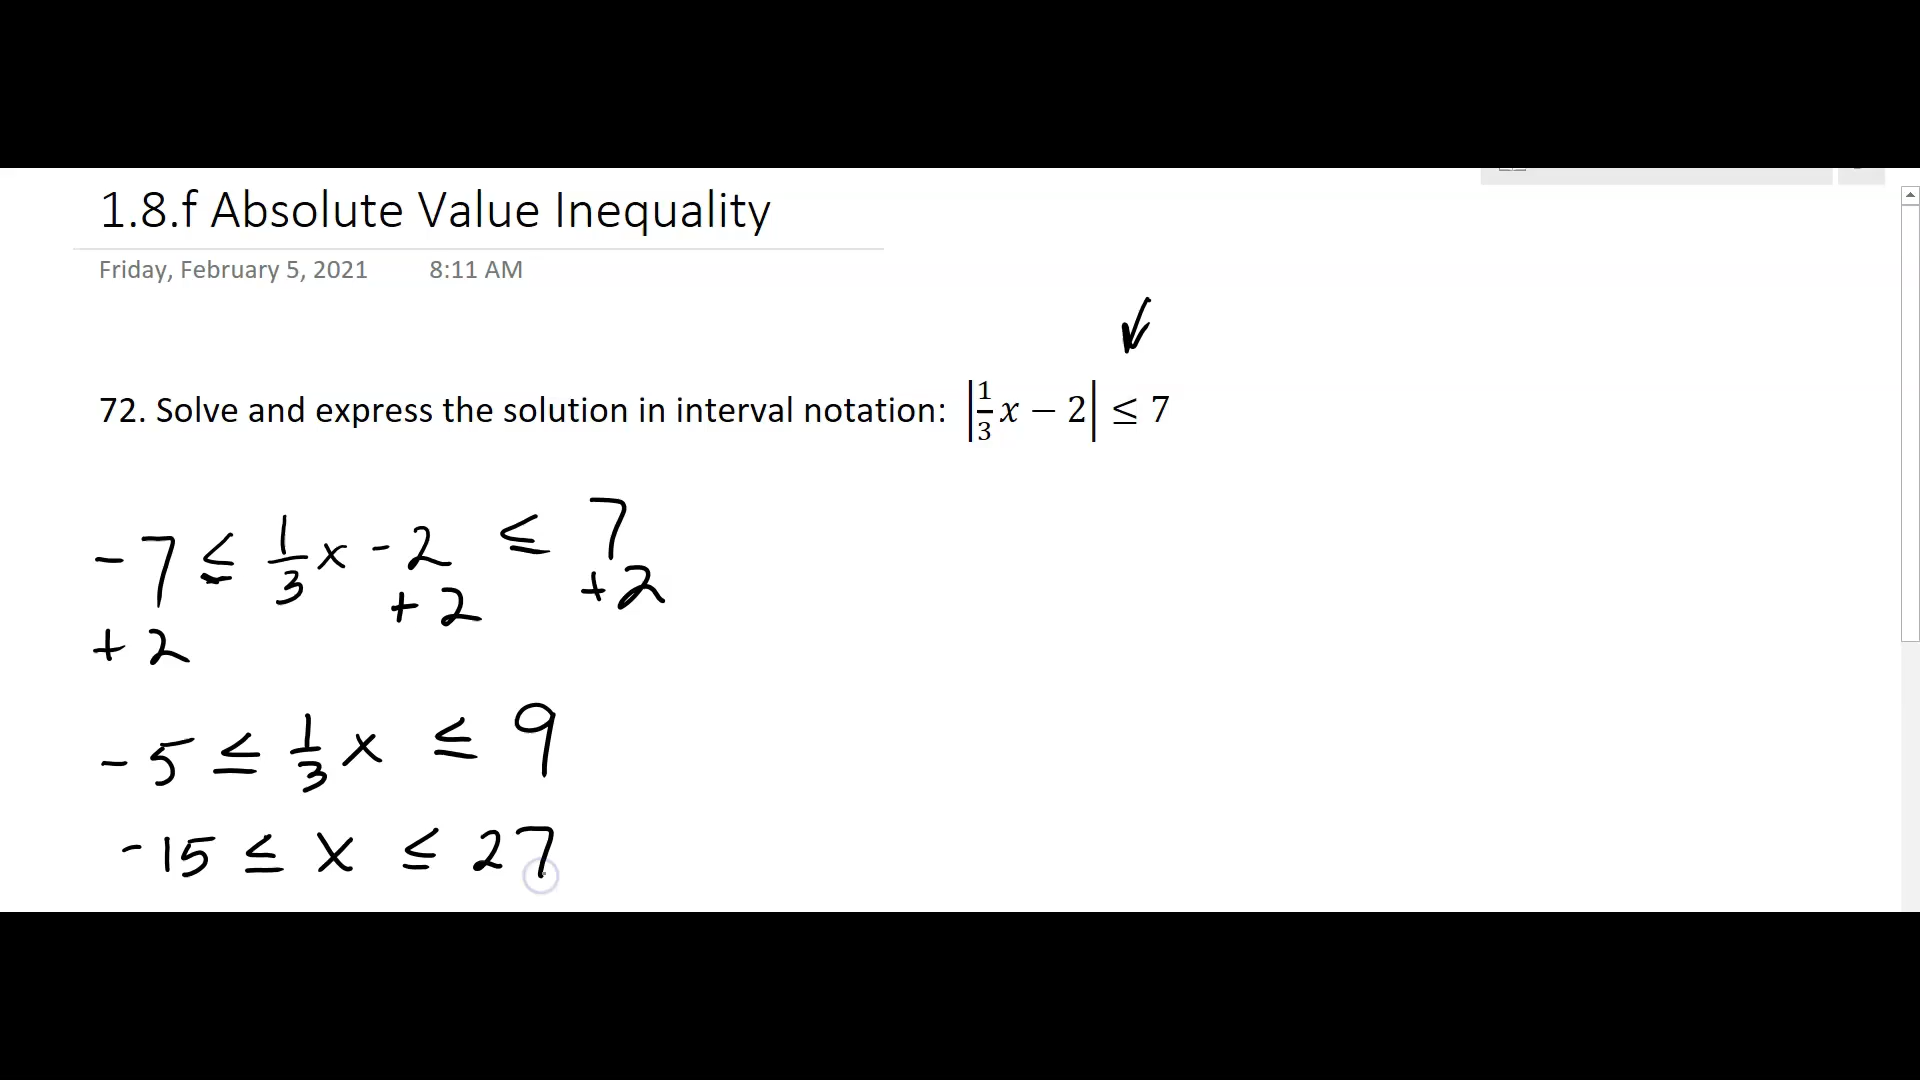 1.8.f Absolute Value Inequality
Friday, February 5, 2021 8:11 AM
72. Solve and express the solution in interval notation: |1/3 x − 2| ≤ 7
-7 ≤ 1/3 x - 2 ≤ 7
+2 +2 +2
-5 ≤ 1/3 x ≤ 9
-15 ≤ x ≤ 27